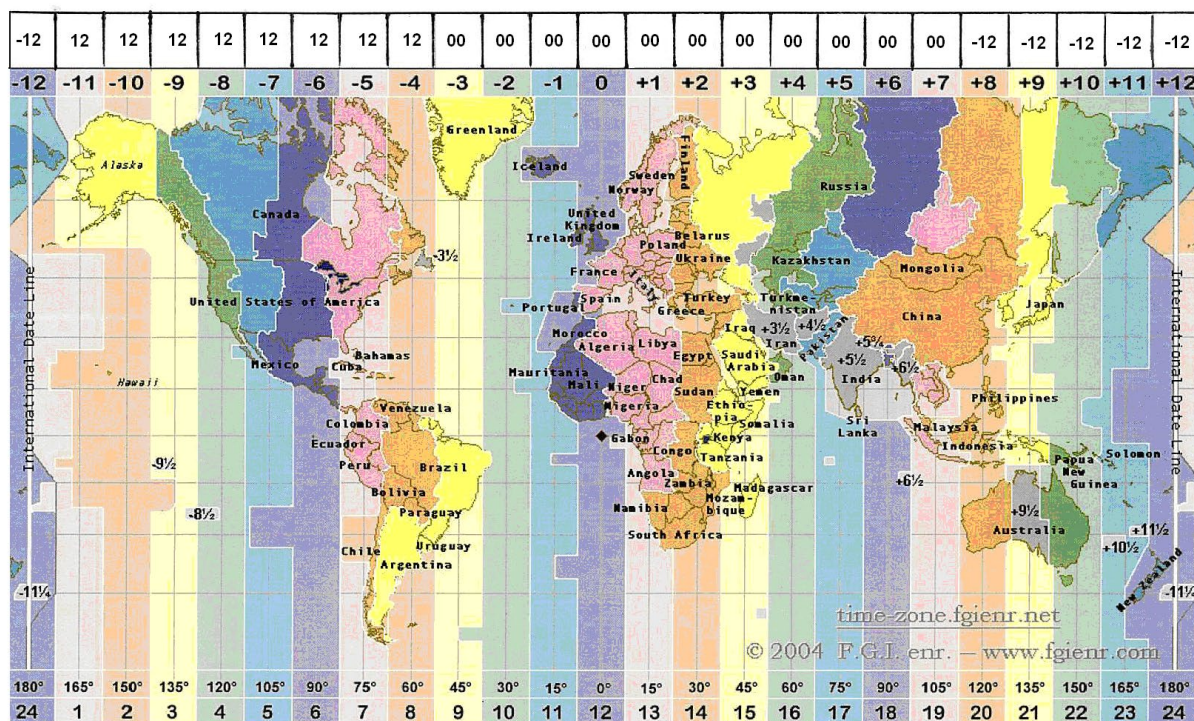 -12 12 12 12 12 12 12 12 12 00 00 00 00 00 00 00 00 00 00 00 -12 -12 -12 -12 -12
-12 -11 -10 -9 -8 -7 -6 -5 -4 -3 -2 -1 0 +1 +2 +3 +4 +5 +6 +7 +8 +9 +10 +11 +12
Greenland
Alaska
Iceland
Finland
Sweden
Norway
Russia
Canada
United
Kingdom
Ireland
Belarus
Poland
Ukraine
-3½
Kazakhstan
Mongolia
France
Italy
United States of America
Spain
Portugal
Turkey
Greece
Turkme-
nistan
Japan
China
International Date Line
International Date Line
Morocco
Algeria
Libya
Iraq
Iran
+3½
+4½
Pakistan
+5¾
Egypt
Saudi
Arabia
+5½
+6½
Mexico
Bahamas
Cuba
Hawaii
Mauritania
Mali
Niger
Chad
Sudan
Oman
India
Yemen
Philippines
Venezuela
Nigeria
Ethio
pia
Colombia
Somalia
Sri
Lanka
Malaysia
Ecuador
Gabon
Kenya
Indonesia
Congo
Tanzania
Papua
New
Guinea
Solomon
Peru
Brazil
-9½
Angola
Zambia
+6½
Bolivia
Madagascar
Mozam-
bique
-8½
Paraguay
Namibia
+9½
Australia
Chile
Uruguay
South Africa
+11½
+10½
Argentina
New Zealand
-11¼
-11¼
time-zone.fgienr.net
© 2004 F.G.I. enr. – www.fgienr.com
180° 165° 150° 135° 120° 105° 90° 75° 60° 45° 30° 15° 0° 15° 30° 45° 60° 75° 90° 105° 120° 135° 150° 165° 180°
24 1 2 3 4 5 6 7 8 9 10 11 12 13 14 15 16 17 18 19 20 21 22 23 24